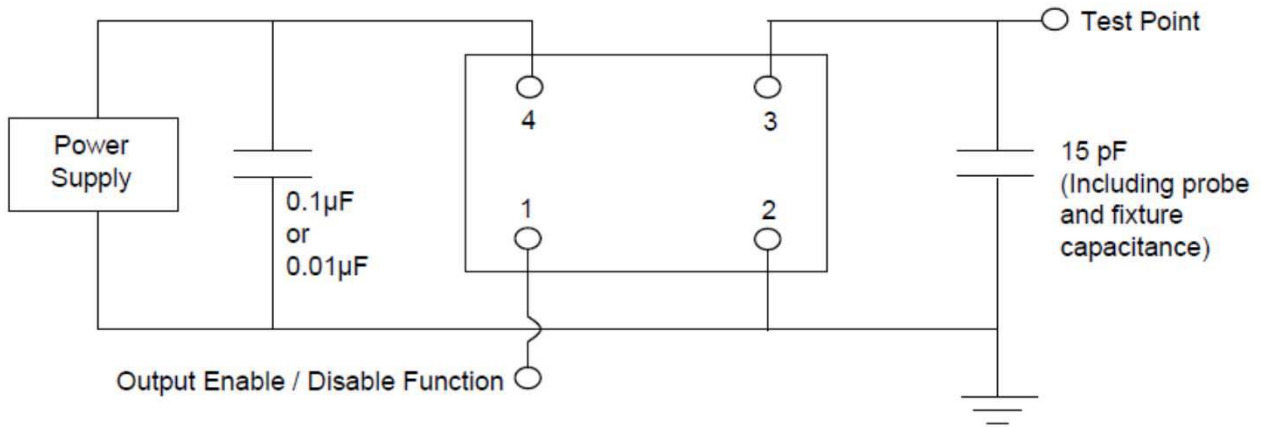 Test Point
4
3
Power
Supply
15 pF
(Including probe
and fixture
capacitance)
0.1µF
or
0.01µF
1
2
Output Enable / Disable Function